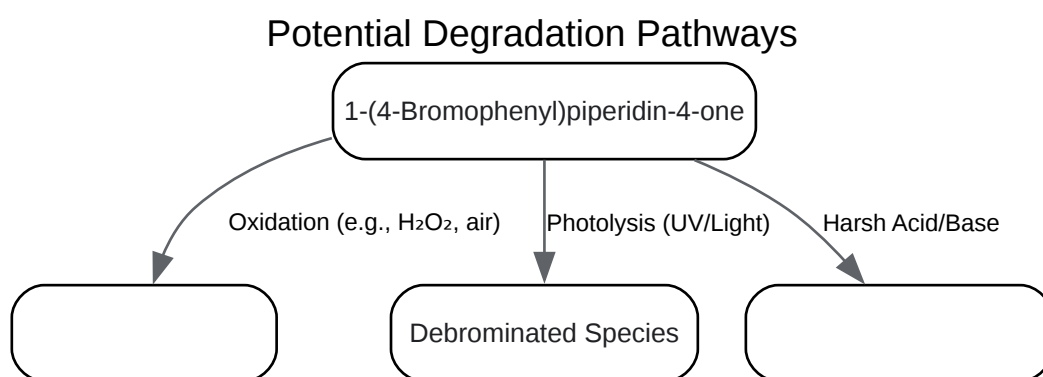 Potential Degradation Pathways
1-(4-Bromophenyl)piperidin-4-one
Oxidation (e.g., H₂O₂, air)
Photolysis (UV/Light)
Harsh Acid/Base
Debrominated Species